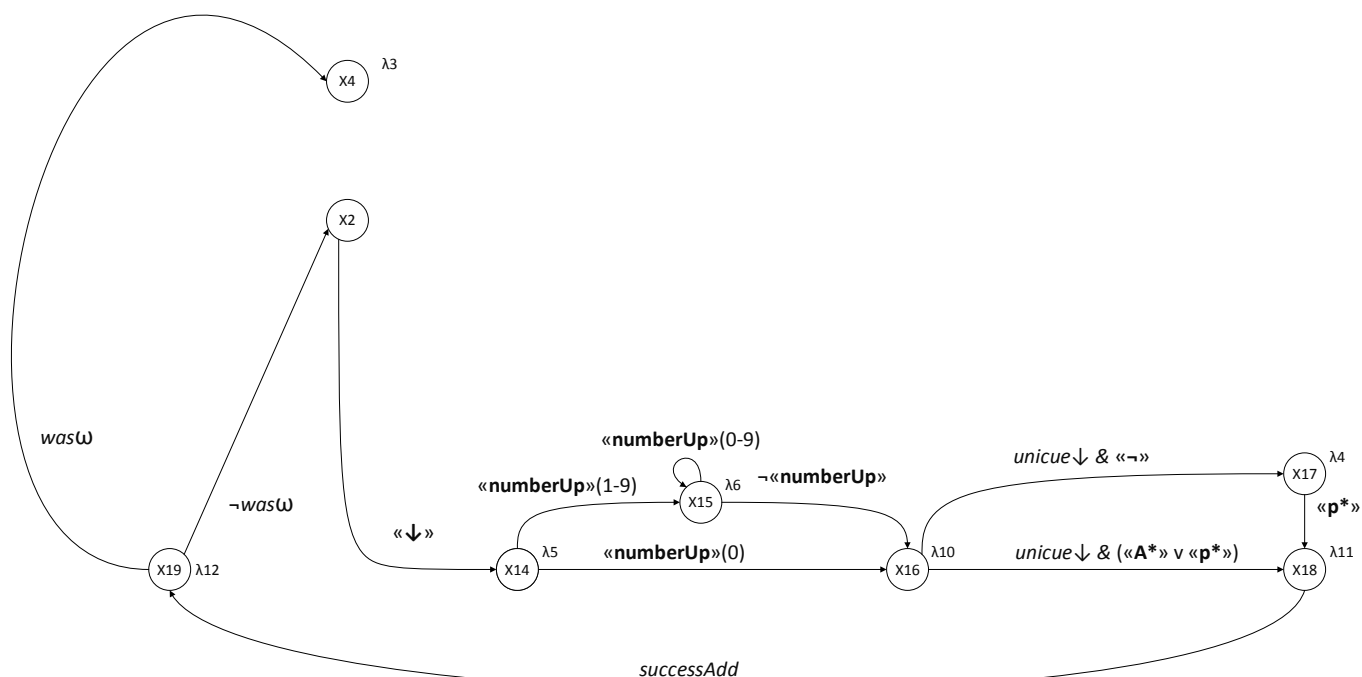 λ3
X4
X2
wasω
«numberUp»(0-9)
unicue↓ & «¬»
λ4
X17
¬«numberUp»
«numberUp»(1-9)
λ6
X15
«p*»
¬wasω
«↓»
λ5
«numberUp»(0)
λ10
unicue↓ & («A*» v «p*»)
λ11
X19
λ12
X14
X16
X18
successAdd